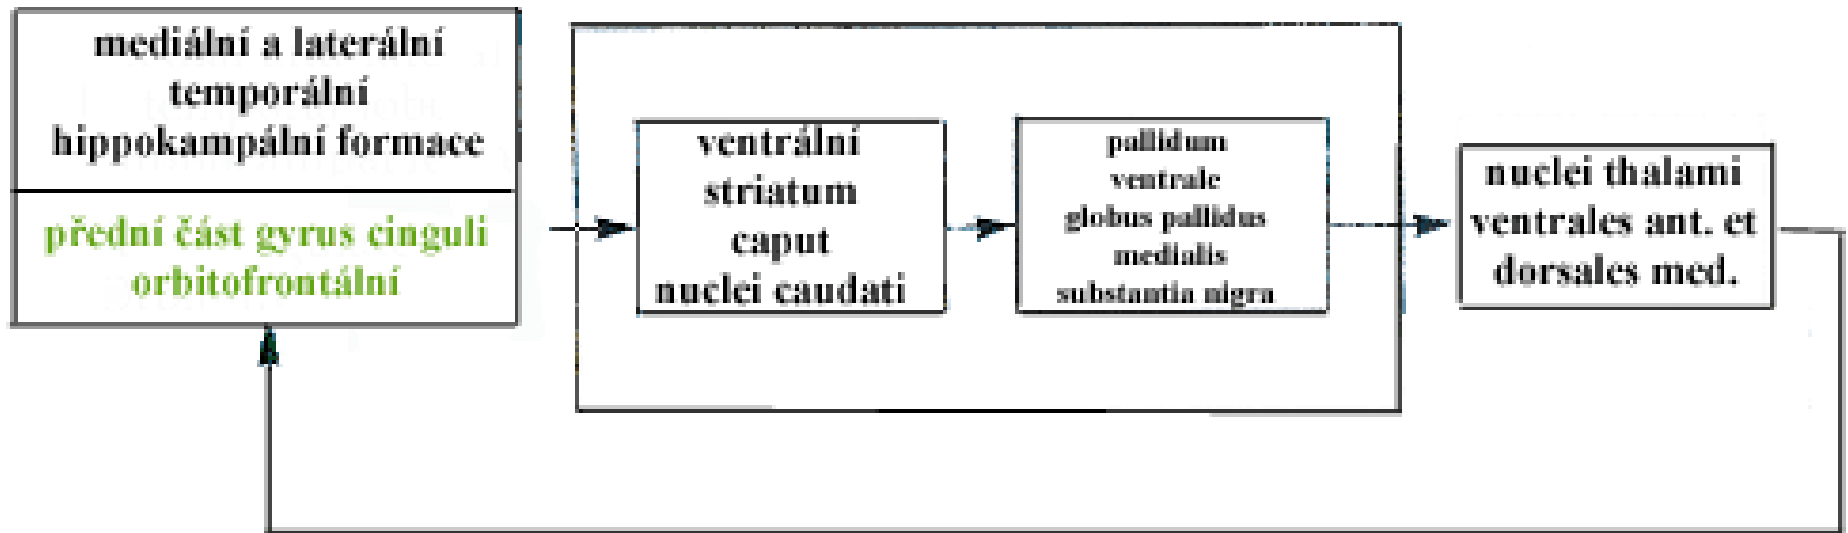 mediální a laterální
temporální
hippokampální formace
přední část gyrus cinguli
orbitofrontální
ventrální
striatum
caput
nuclei caudati
pallidum
ventrale
globus pallidus
medialis
substantia nigra
nuclei thalami
ventrales ant. et
dorsales med.